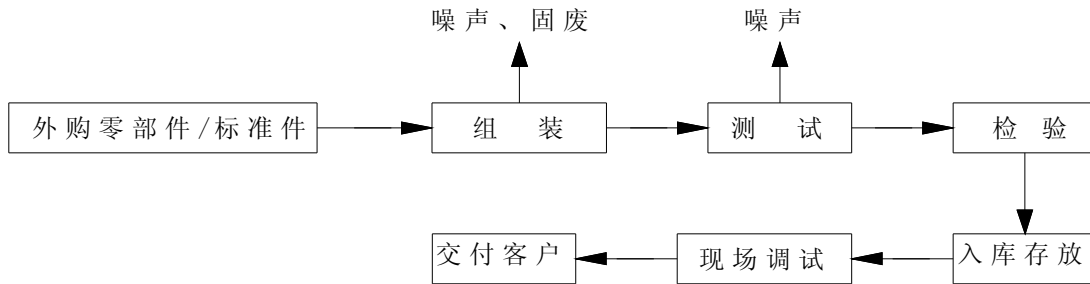 噪声、固废
噪声
外购零部件/标准件
组 装
测 试
检 验
交付客户
现场调试
入库存放